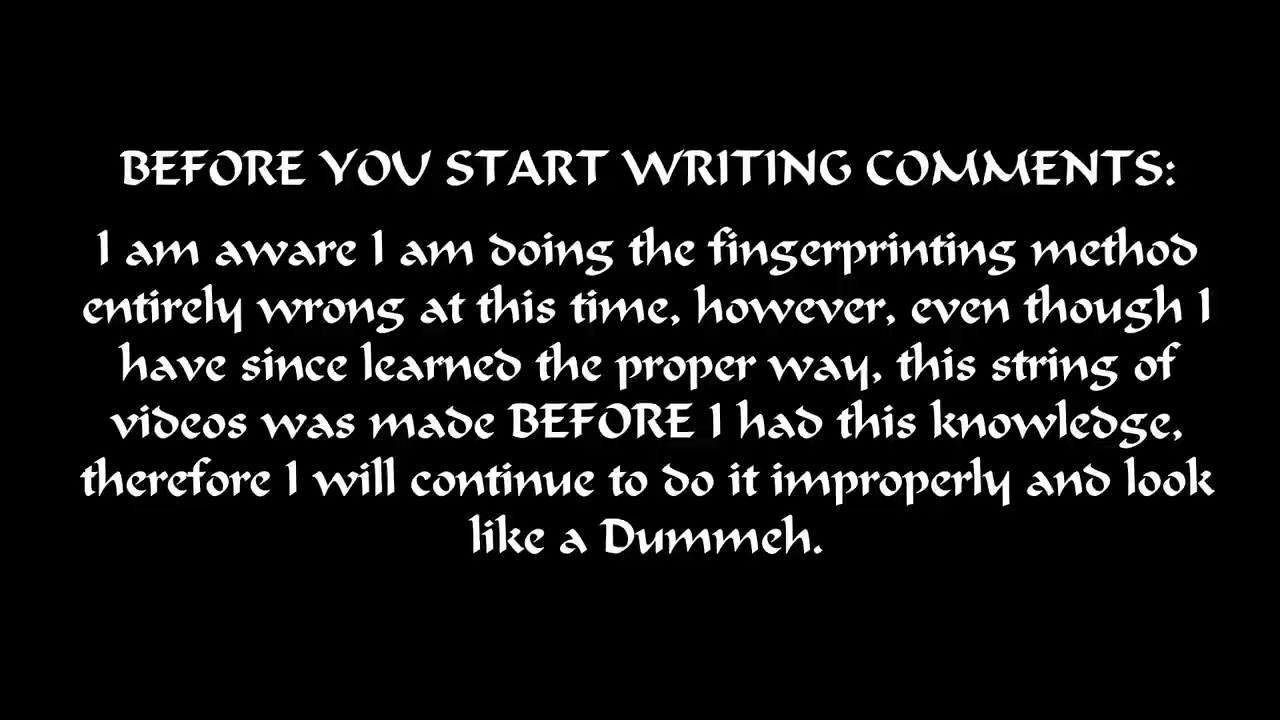 BEFORE YOU START WRITING COMMENTS:
I am aware I am doing the fingerprinting method
entirely wrong at this time, however, even though I
have since learned the proper way, this string of
videos was made BEFORE I had this knowledge,
therefore I will continue to do it improperly and look
like a Dummeh.